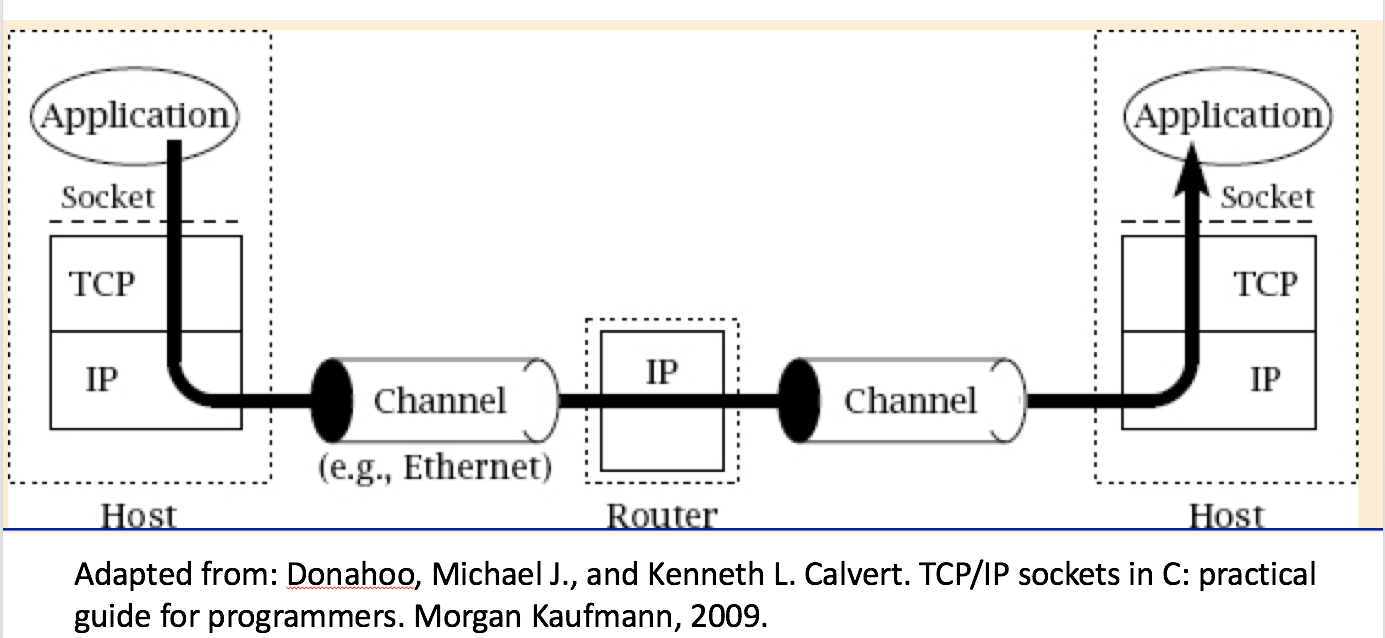 Application
Application
Socket
Socket
TCP
TCP
IP
IP
IP
Channel
Channel
(e.g., Ethernet)
Host
Router
Host
Adapted from: Donahoo, Michael J., and Kenneth L. Calvert. TCP/IP sockets in C: practical
guide for programmers. Morgan Kaufmann, 2009.